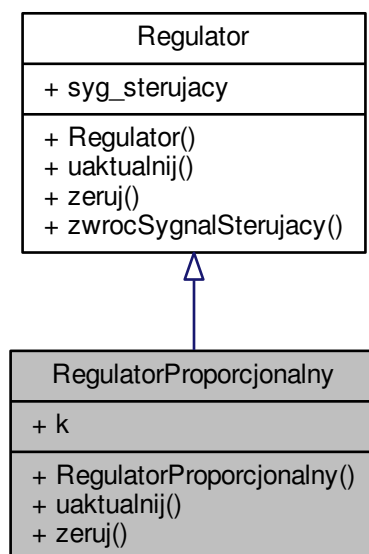 Regulator
+ syg_sterujacy
+ Regulator()
+ uaktualnij()
+ zeruj()
+ zwrocSygnalSterujacy()
RegulatorProporcjonalny
+ k
+ RegulatorProporcjonalny()
+ uaktualnij()
+ zeruj()